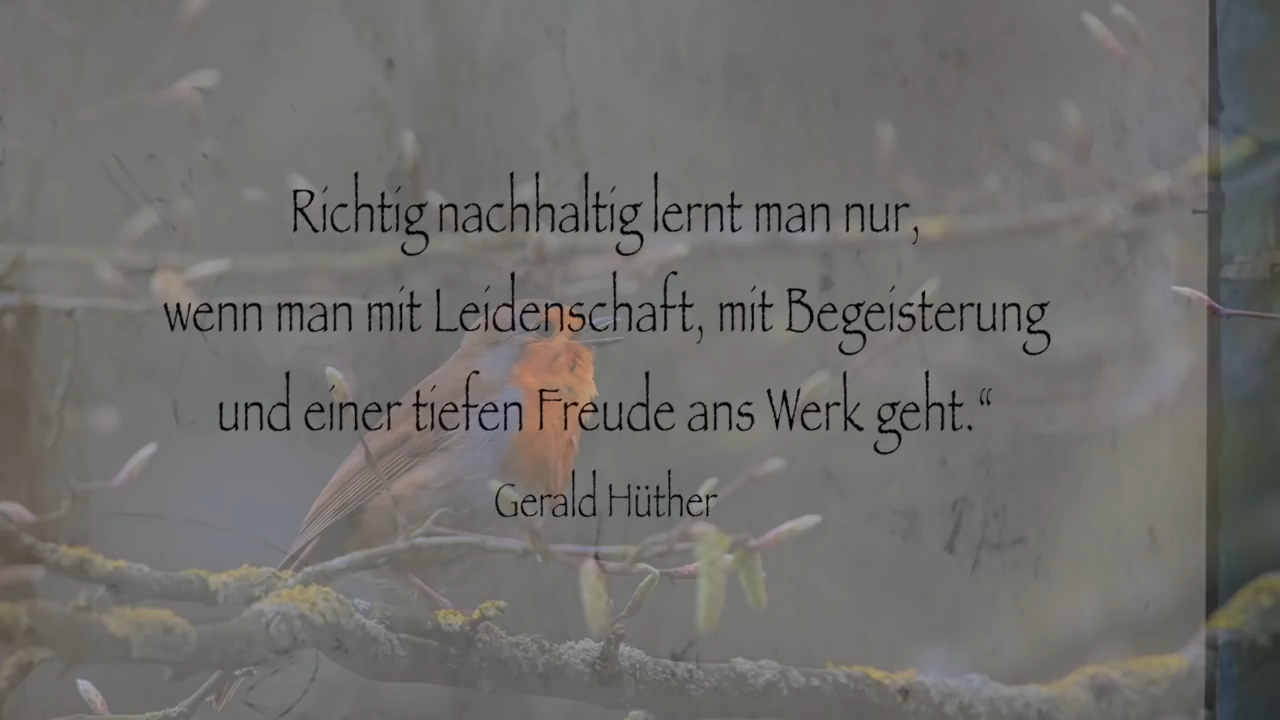 Richtig nachhaltig lernt man nur,
wenn man mit Leidenschaft, mit Begeisterung
und einer tiefen Freude ans Werk geht.“
Gerald Hüther